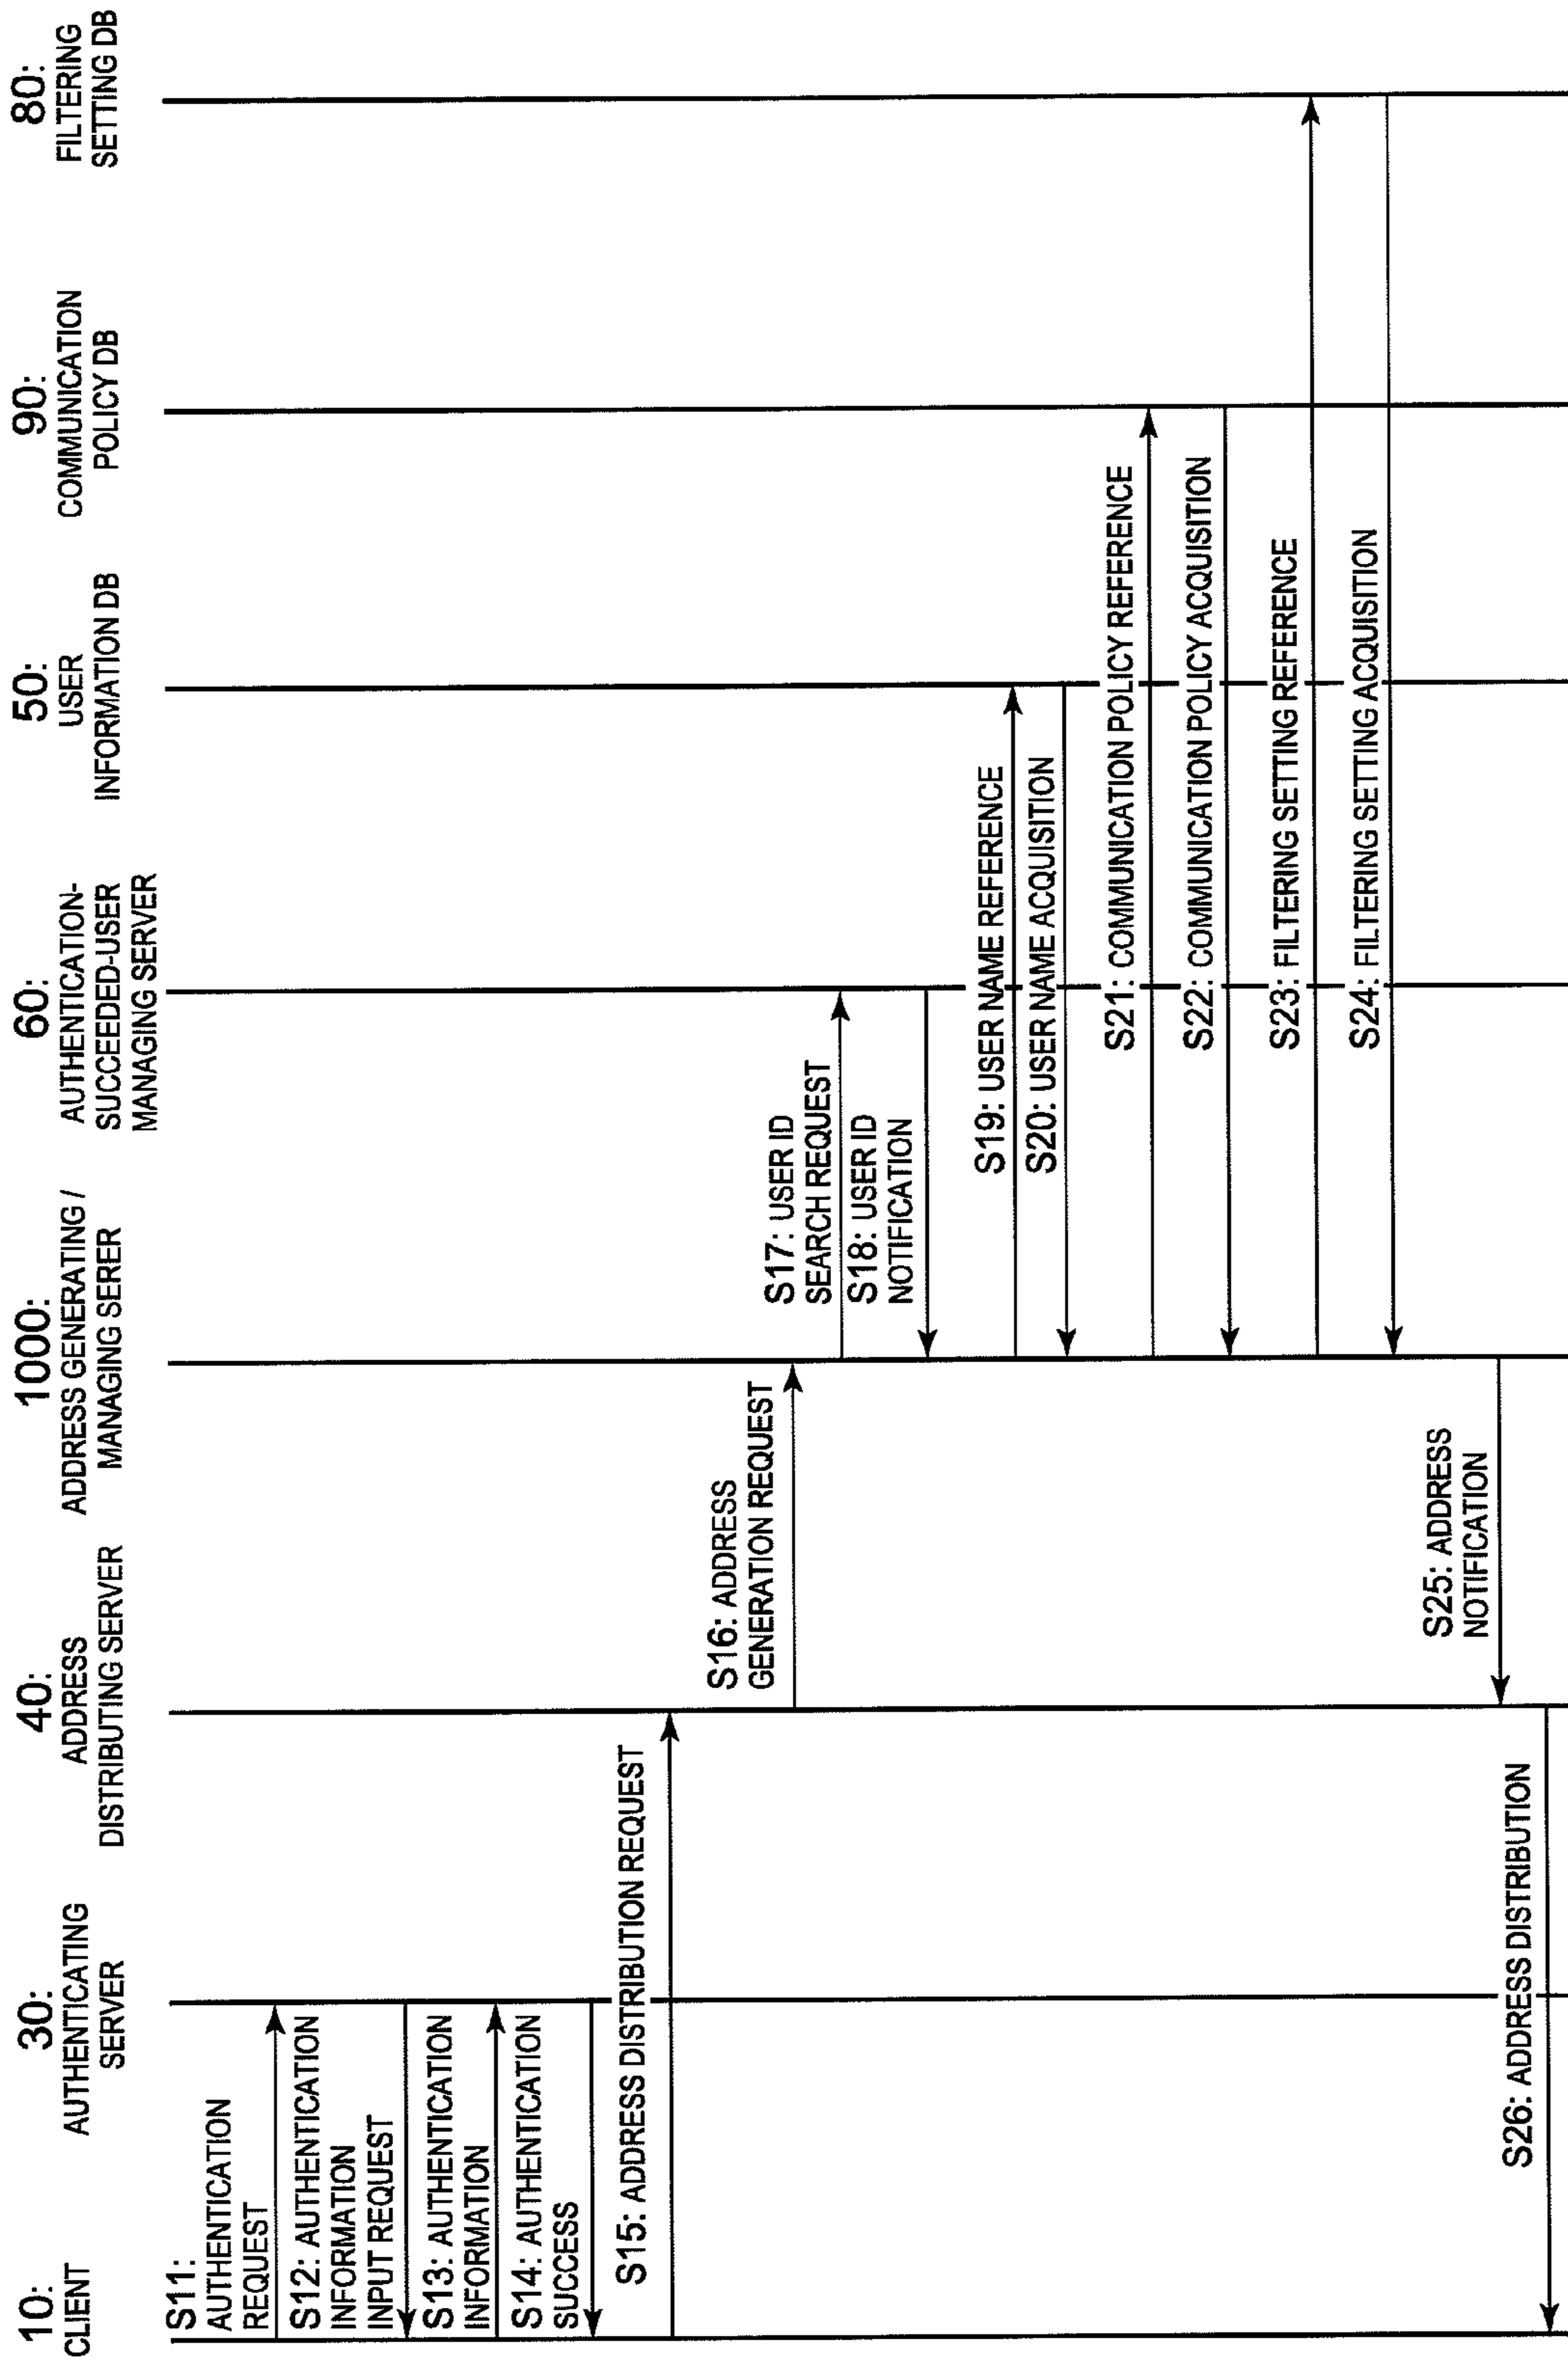 10:
CLIENT
30:
AUTHENTICATING
SERVER
40:
ADDRESS
DISTRIBUTING SERVER
1000:
ADDRESS GENERATING /
MANAGING SERER
60:
AUTHENTICATION-
SUCCEEDED-USER
MANAGING SERVER
50:
USER
INFORMATION DB
90:
COMMUNICATION
POLICY DB
80:
FILTERING
SETTING DB
S11:
AUTHENTICATION
REQUEST
S12: AUTHENTICATION
INFORMATION
INPUT REQUEST
S13: AUTHENTICATION
INFORMATION
S14: AUTHENTICATION
SUCCESS
S15: ADDRESS DISTRIBUTION REQUEST
S16: ADDRESS
GENERATION REQUEST
S17: USER ID
SEARCH REQUEST
S18: USER ID
NOTIFICATION
S19: USER NAME REFERENCE
S20: USER NAME ACQUISITION
S21: COMMUNICATION POLICY REFERENCE
S22: COMMUNICATION POLICY ACQUISITION
S23: FILTERING SETTING REFERENCE
S24: FILTERING SETTING ACQUISITION
S25: ADDRESS
NOTIFICATION
S26: ADDRESS DISTRIBUTION